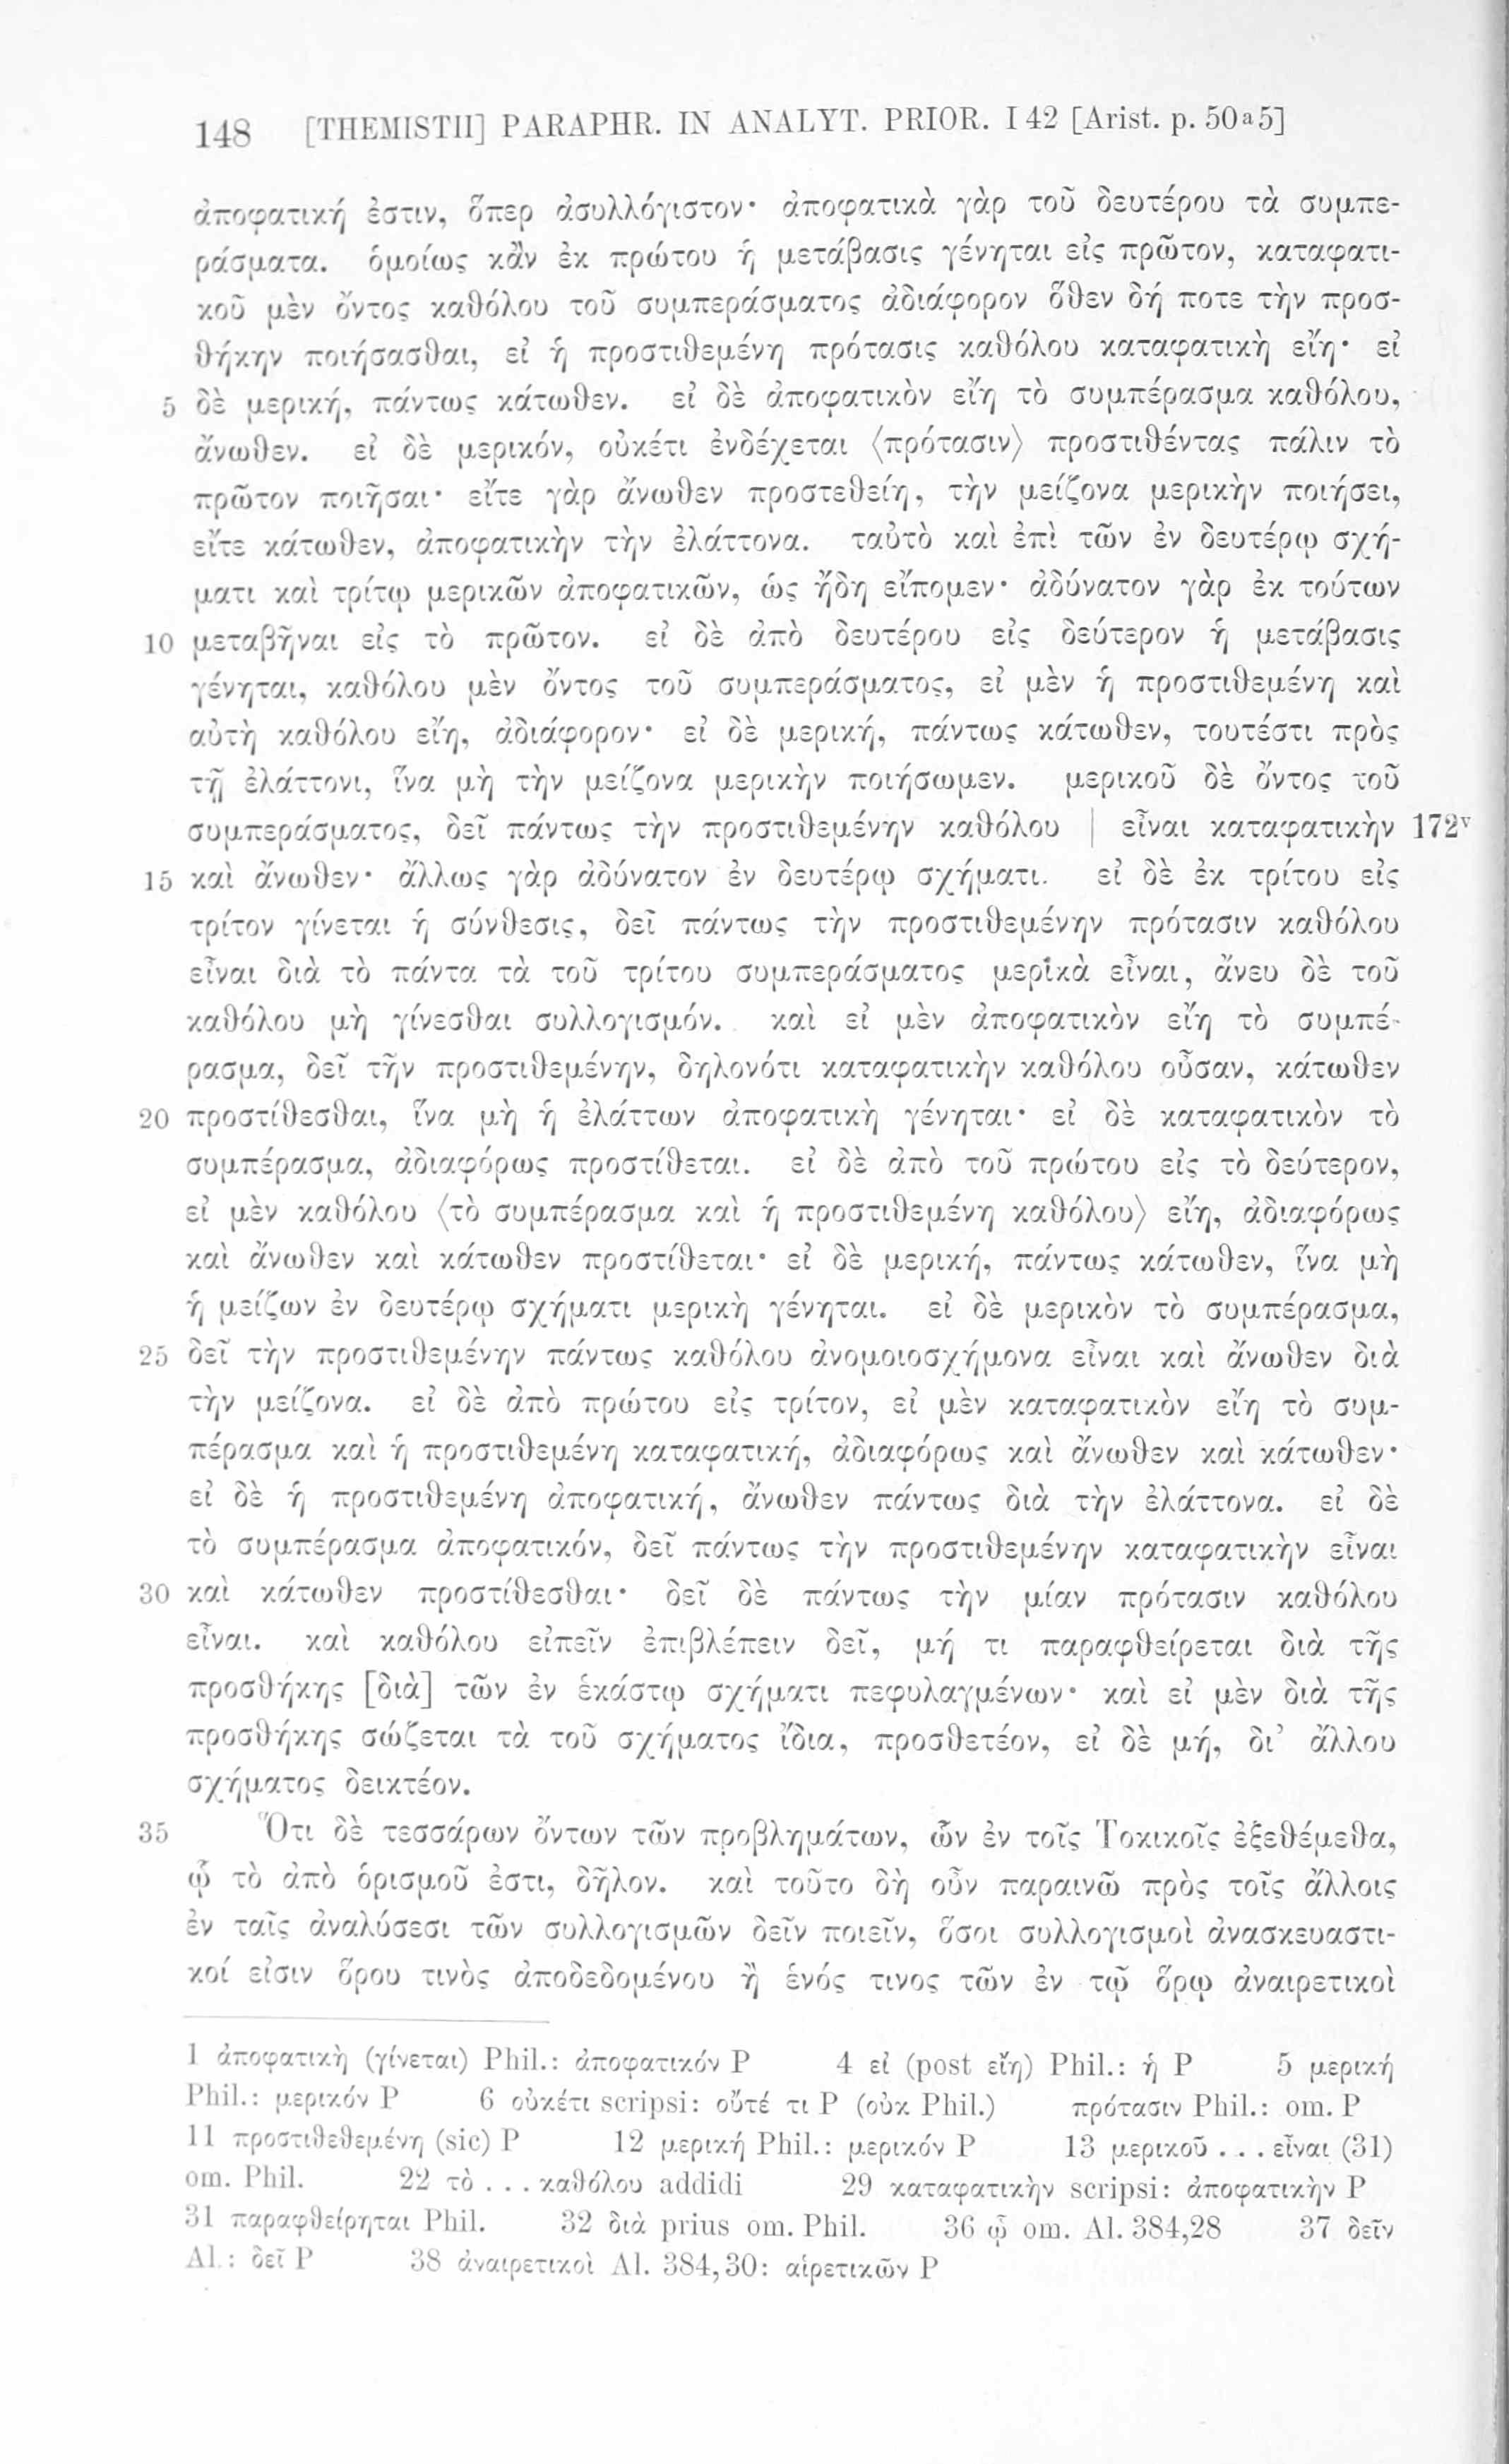 148 [THEMISTII] PARAPHR. IN ANALYT. PRIOR. I 42 [Arist. p. 50a5]
ἀποφατική ἐστιν, ὅπερ ἀσυλλόγιστον· ἀποφατικὰ γὰρ τοῦ δευτέρου τὰ συμπε-
ράσματα. ὁμοίως κἂν ἐκ πρώτου ἡ μετάβασις γένηται εἰς πρῶτον, καταφατι-
κοῦ μὲν ὄντος καθόλου τοῦ συμπεράσματος ἀδιάφορον ὅθεν δή ποτε τὴν προσ-
θήκην ποιήσασθαι, εἰ ἡ προστιθεμένη πρότασις καθόλου καταφατικὴ εἴη· εἰ
5 δὲ μερική, πάντως κάτωθεν. εἰ δὲ ἀποφατικὸν εἴη τὸ συμπέρασμα καθόλου,
ἄνωθεν. εἰ δὲ μερικόν, οὐκέτι ἐνδέχεται ⟨πρότασιν⟩ προστιθέντας πάλιν τὸ
πρῶτον ποιῆσαι· εἴτε γὰρ ἄνωθεν προστεθείη, τὴν μείζονα μερικὴν ποιήσει,
εἴτε κάτωθεν, ἀποφατικὴν τὴν ἐλάττονα. ταὐτὸ καὶ ἐπὶ τῶν ἐν δευτέρῳ σχή-
ματι καὶ τρίτῳ μερικῶν ἀποφατικῶν, ὡς ἤδη εἴπομεν· ἀδύνατον γὰρ ἐκ τούτων
10 μεταβῆναι εἰς τὸ πρῶτον. εἰ δὲ ἀπὸ δευτέρου εἰς δεύτερον ἡ μετάβασις
γένηται, καθόλου μὲν ὄντος τοῦ συμπεράσματος, εἰ μὲν ἡ προστιθεμένη καὶ
αὐτὴ καθόλου εἴη, ἀδιάφορον· εἰ δὲ μερική, πάντως κάτωθεν, τουτέστι πρὸς
τῇ ἐλάττονι, ἵνα μὴ τὴν μείζονα μερικὴν ποιήσωμεν. μερικοῦ δὲ ὄντος τοῦ
συμπεράσματος, δεῖ πάντως τὴν προστιθεμένην καθόλου | εἶναι καταφατικὴν 172v
15 καὶ ἄνωθεν· ἄλλως γὰρ ἀδύνατον ἐν δευτέρῳ σχήματι. εἰ δὲ ἐκ τρίτου εἰς
τρίτον γίνεται ἡ σύνθεσις, δεῖ πάντως τὴν προστιθεμένην πρότασιν καθόλου
εἶναι διὰ τὸ πάντα τὰ τοῦ τρίτου συμπεράσματος μερικὰ εἶναι, ἄνευ δὲ τοῦ
καθόλου μὴ γίνεσθαι συλλογισμόν. καὶ εἰ μὲν ἀποφατικὸν εἴη τὸ συμπέ-
ρασμα, δεῖ τὴν προστιθεμένην, δηλονότι καταφατικὴν καθόλου οὖσαν, κάτωθεν
20 προστίθεσθαι, ἵνα μὴ ἡ ἐλάττων ἀποφατικὴ γένηται· εἰ δὲ καταφατικὸν τὸ
συμπέρασμα, ἀδιαφόρως προστίθεται. εἰ δὲ ἀπὸ τοῦ πρώτου εἰς τὸ δεύτερον,
εἰ μὲν καθόλου ⟨τὸ συμπέρασμα καὶ ἡ προστιθεμένη καθόλου⟩ εἴη, ἀδιαφόρως
καὶ ἄνωθεν καὶ κάτωθεν προστίθεται· εἰ δὲ μερική, πάντως κάτωθεν, ἵνα μὴ
ἡ μείζων ἐν δευτέρῳ σχήματι μερικὴ γένηται. εἰ δὲ μερικὸν τὸ συμπέρασμα,
25 δεῖ τὴν προστιθεμένην πάντως καθόλου ἀνομοιοσχήμονα εἶναι καὶ ἄνωθεν διὰ
τὴν μείζονα. εἰ δὲ ἀπὸ πρώτου εἰς τρίτον, εἰ μὲν καταφατικὸν εἴη τὸ συμ-
πέρασμα καὶ ἡ προστιθεμένη καταφατική, ἀδιαφόρως καὶ ἄνωθεν καὶ κάτωθεν·
εἰ δὲ ἡ προστιθεμένη ἀποφατική, ἄνωθεν πάντως διὰ τὴν ἐλάττονα. εἰ δὲ
τὸ συμπέρασμα ἀποφατικόν, δεῖ πάντως τὴν προστιθεμένην καταφατικὴν εἶναι
30 καὶ κάτωθεν προστίθεσθαι· δεῖ δὲ πάντως τὴν μίαν πρότασιν καθόλου
εἶναι. καὶ καθόλου εἰπεῖν ἐπιβλέπειν δεῖ, μή τι παραφθείρεται διὰ τῆς
προσθήκης [διὰ] τῶν ἐν ἑκάστῳ σχήματι πεφυλαγμένων· καὶ εἰ μὲν διὰ τῆς
προσθήκης σώζεται τὰ τοῦ σχήματος ἴδια, προσθετέον, εἰ δὲ μή, δι’ ἄλλου
σχήματος δεικτέον.
35 Ὅτι δὲ τεσσάρων ὄντων τῶν προβλημάτων, ὧν ἐν τοῖς Τοκικοῖς ἐξεθέμεθα,
ᾧ τὸ ἀπὸ ὁρισμοῦ ἐστι, δῆλον. καὶ τοῦτο δὴ οὖν παραινῶ πρὸς τοῖς ἄλλοις
ἐν ταῖς ἀναλύσεσι τῶν συλλογισμῶν δεῖν ποιεῖν, ὅσοι συλλογισμοὶ ἀνασκευαστι-
κοί εἰσιν ὅρου τινὸς ἀποδεδομένου ἢ ἑνός τινος τῶν ἐν τῷ ὅρῳ ἀναιρετικοὶ
1 ἀποφατικὴ (γίνεται) Phil.: ἀποφατικόν P 4 εἰ (post εἴη) Phil.: ἡ P 5 μερική
Phil.: μερικόν P 6 οὐκέτι scripsi: οὔτέ τι P (οὐκ Phil.) πρότασιν Phil.: om. P
11 προστιθεθεμένη (sic) P 12 μερική Phil.: μερικόν P 13 μερικοῦ . . . εἶναι (31)
om. Phil. 22 τὸ . . . καθόλου addidi 29 καταφατικὴν scripsi: ἀποφατικὴν P
31 παραφθείρηται Phil. 32 διὰ prius om. Phil. 36 ᾧ om. Al. 384,28 37 δεῖν
Al.: δεῖ P 38 ἀναιρετικοὶ Al. 384,30: αἱρετικῶν P